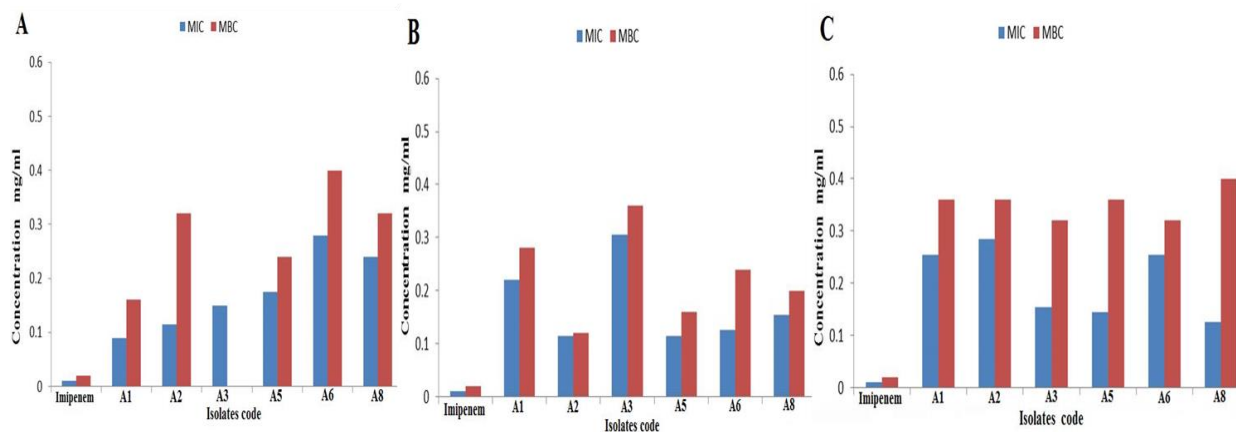 A
MIC MBC
Concentration mg/ml
0.6
0.5
0.4
0.3
0.2
0.1
0
Imipenem A1 A2 A3 A5 A6 A8
Isolates code
B
MIC MBC
Concentration mg/ml
0.6
0.5
0.4
0.3
0.2
0.1
0
Imipenem A1 A2 A3 A5 A6 A8
Isolates code
C
MIC MBC
Concentration mg/ml
0.6
0.5
0.4
0.3
0.2
0.1
0
Imipenem A1 A2 A3 A5 A6 A8
Isolates code